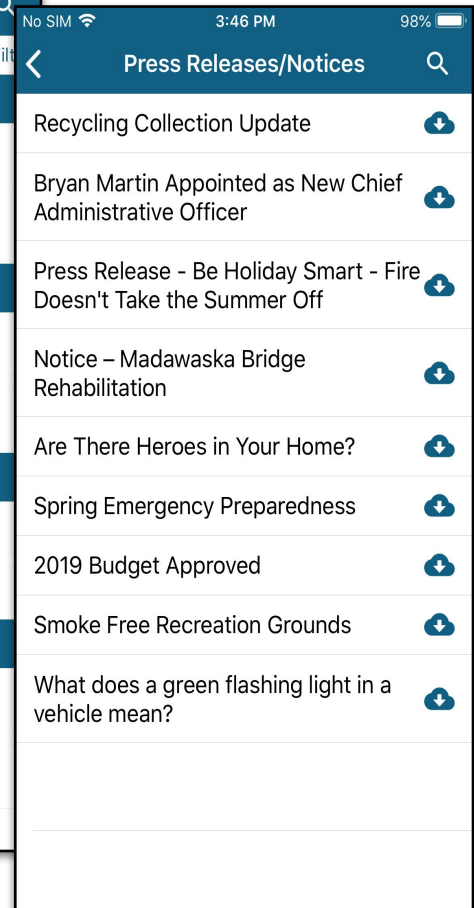 No SIM 3:46 PM 98%
Press Releases/Notices
Recycling Collection Update
Bryan Martin Appointed as New Chief
Administrative Officer
Press Release - Be Holiday Smart - Fire
Doesn't Take the Summer Off
Notice – Madawaska Bridge
Rehabilitation
Are There Heroes in Your Home?
Spring Emergency Preparedness
2019 Budget Approved
Smoke Free Recreation Grounds
What does a green flashing light in a
vehicle mean?